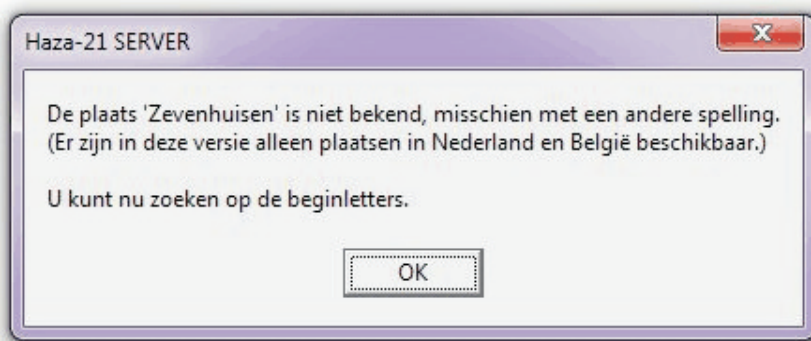 Haza-21 SERVER
De plaats 'Zevenhuisen' is niet bekend, misschien met een andere spelling.
(Er zijn in deze versie alleen plaatsen in Nederland en België beschikbaar.)
U kunt nu zoeken op de beginletters.
OK